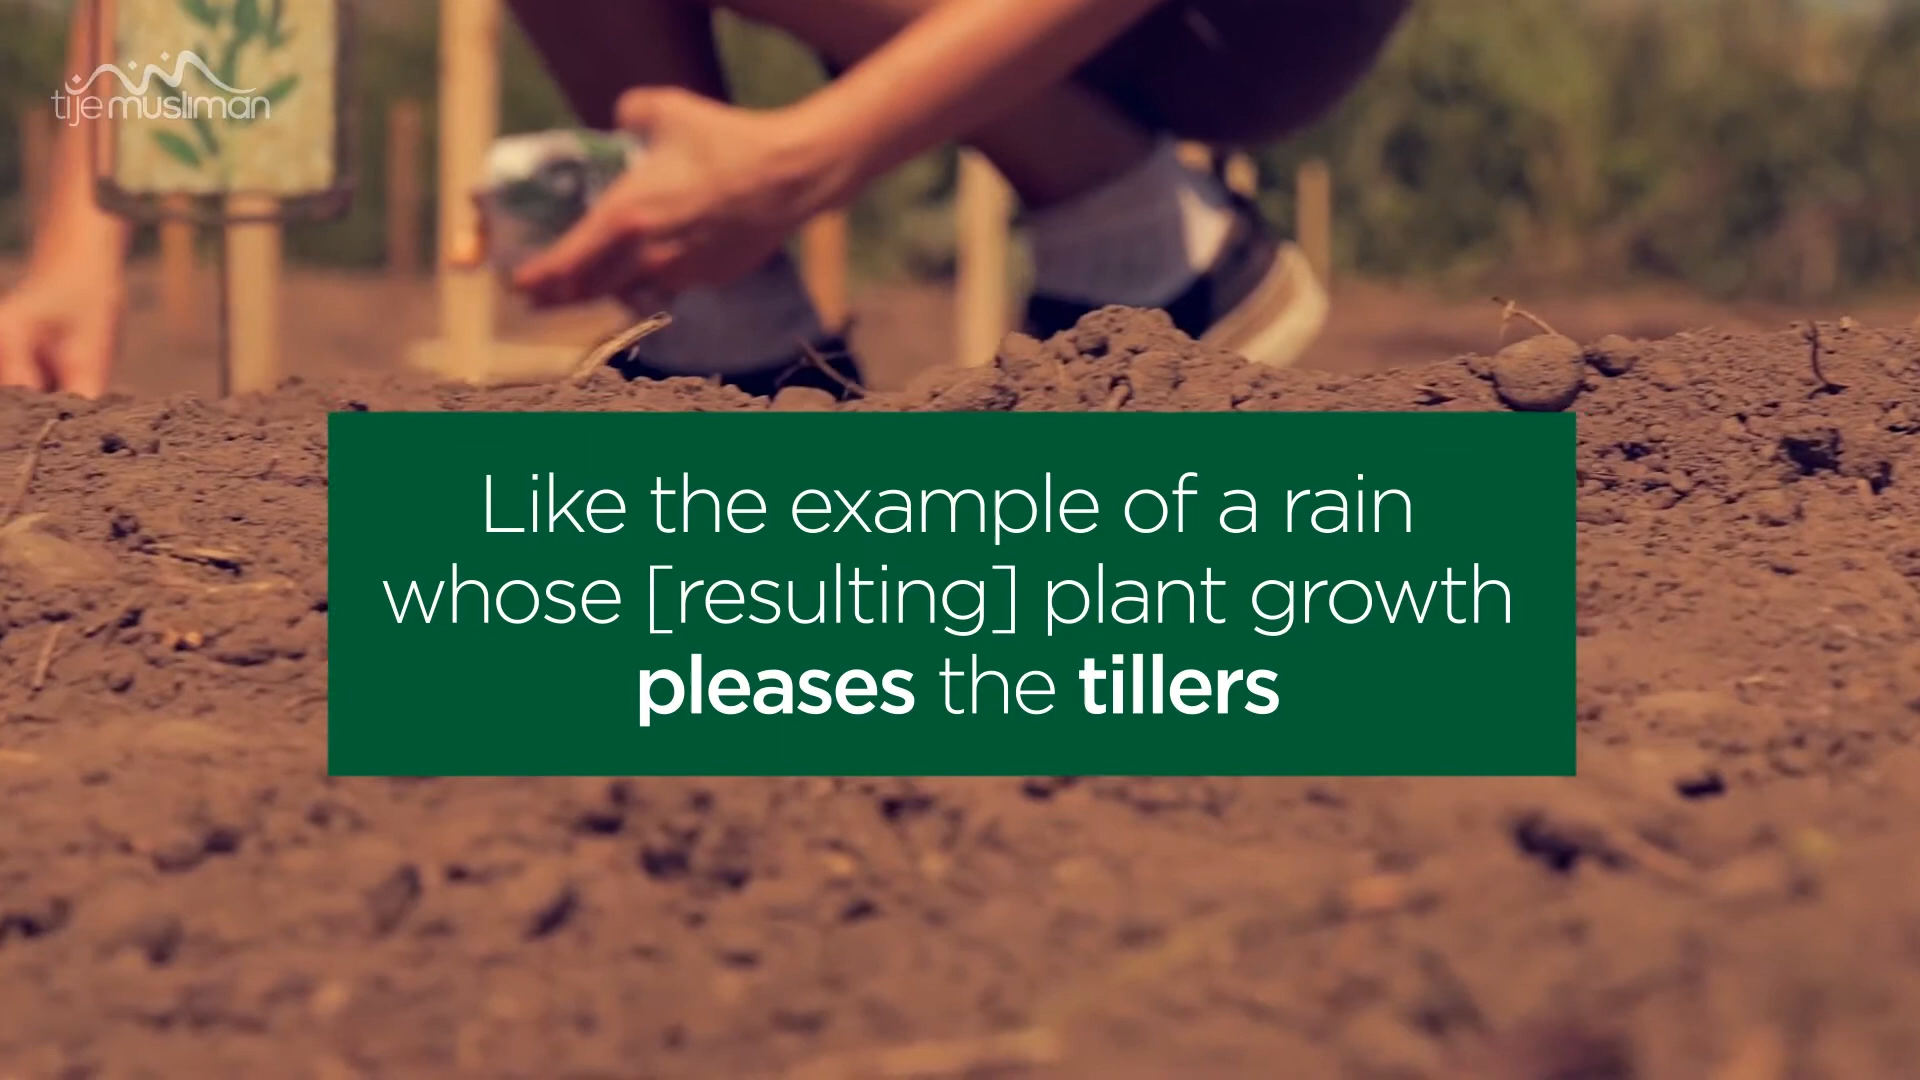 tijemusliman
Like the example of a rain
whose [resulting] plant growth
pleases the tillers